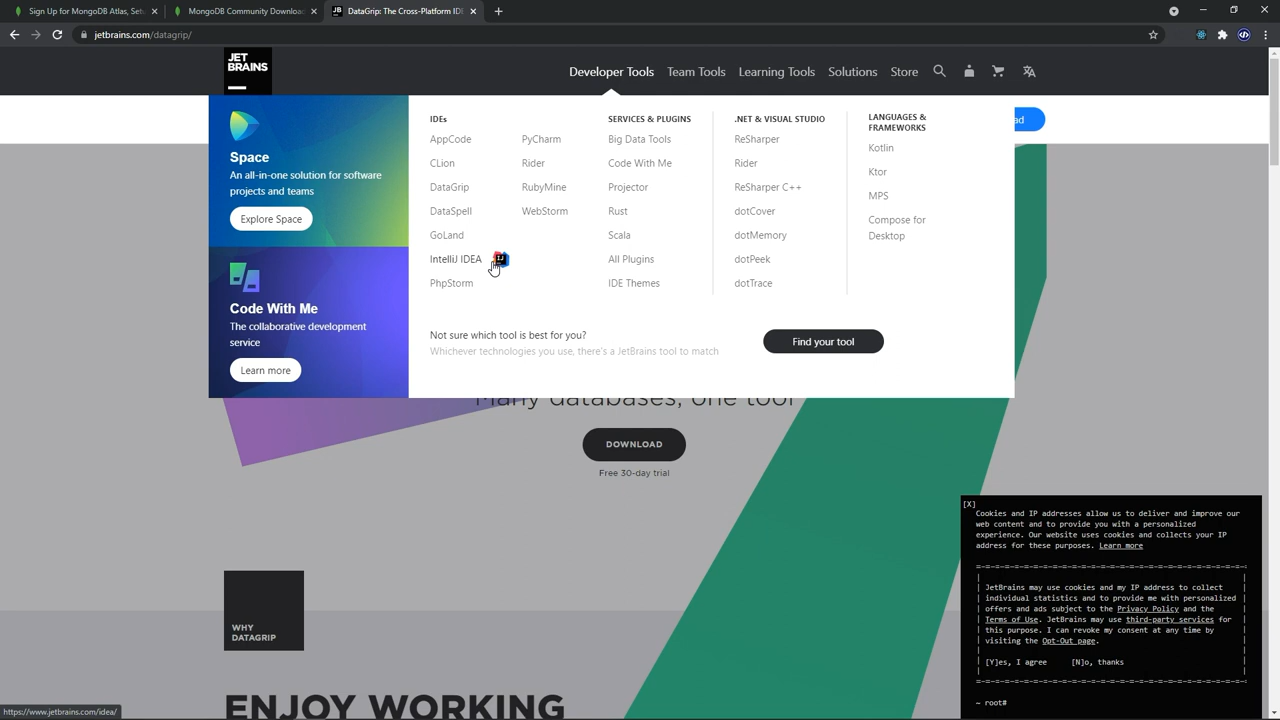 Sign Up for MongoDB Atlas, Setu
MongoDB Community Download
DataGrip: The Cross-Platform IDE
jetbrains.com/datagrip/
JET
BRAINS
Developer Tools
Team Tools
Learning Tools
Solutions
Store
ad
Space
An all-in-one solution for software
projects and teams
Explore Space
Code With Me
The collaborative development
service
Learn more
IDEs
AppCode
CLion
DataGrip
DataSpell
GoLand
IntelliJ IDEA
PhpStorm
PyCharm
Rider
RubyMine
WebStorm
SERVICES & PLUGINS
Big Data Tools
Code With Me
Projector
Rust
Scala
All Plugins
IDE Themes
.NET & VISUAL STUDIO
ReSharper
Rider
ReSharper C++
dotCover
dotMemory
dotPeek
dotTrace
LANGUAGES &
FRAMEWORKS
Kotlin
Ktor
MPS
Compose for
Desktop
Not sure which tool is best for you?
Whichever technologies you use, there's a JetBrains tool to match
Find your tool
Many databases, one tool
DOWNLOAD
Free 30-day trial
WHY
DATAGRIP
ENJOY WORKING
[X]
Cookies and IP addresses allow us to deliver and improve our
web content and to provide you with a personalized
experience. Our website uses cookies and collects your IP
address for these purposes. Learn more
JetBrains may use cookies and my IP address to collect
individual statistics and to provide me with personalized
offers and ads subject to the Privacy Policy and the
Terms of Use. JetBrains may use third-party services for
this purpose. I can revoke my consent at any time by
visiting the Opt-Out page.
[Y]es, I agree [N]o, thanks
~ root#
https://www.jetbrains.com/idea/